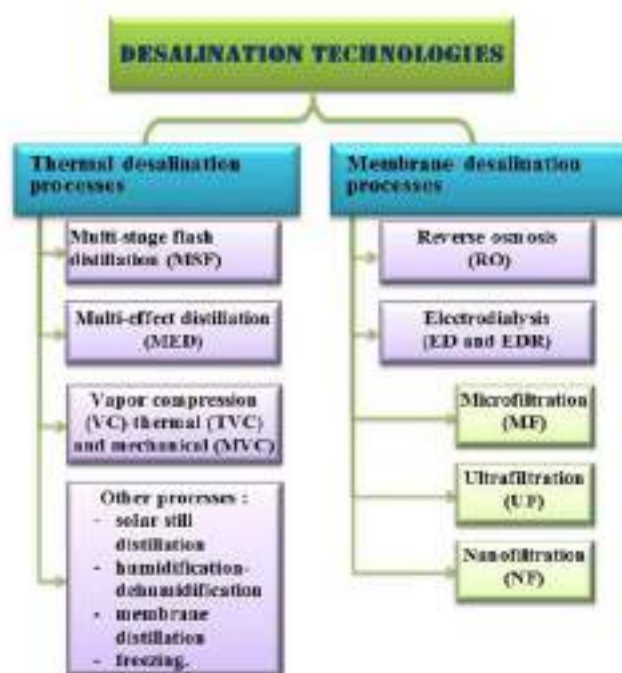 DESALINATION TECHNOLOGIES
Thermal desalination
processes
Multi-stage flash
distillation (MSF)
Multi-effect distillation
(MED)
Vapor compression
(VC) thermal (TVC)
and mechanical (MVC)
Other processes :
- solar still
distillation
- humidification-
dehumidification
- membrane
distillation
- freezing.
Membrane desalination
processes
Reverse osmosis
(RO)
Electrodialysis
(ED and EDR)
Microfiltration
(MF)
Ultrafiltration
(UF)
Nanofiltration
(NF)